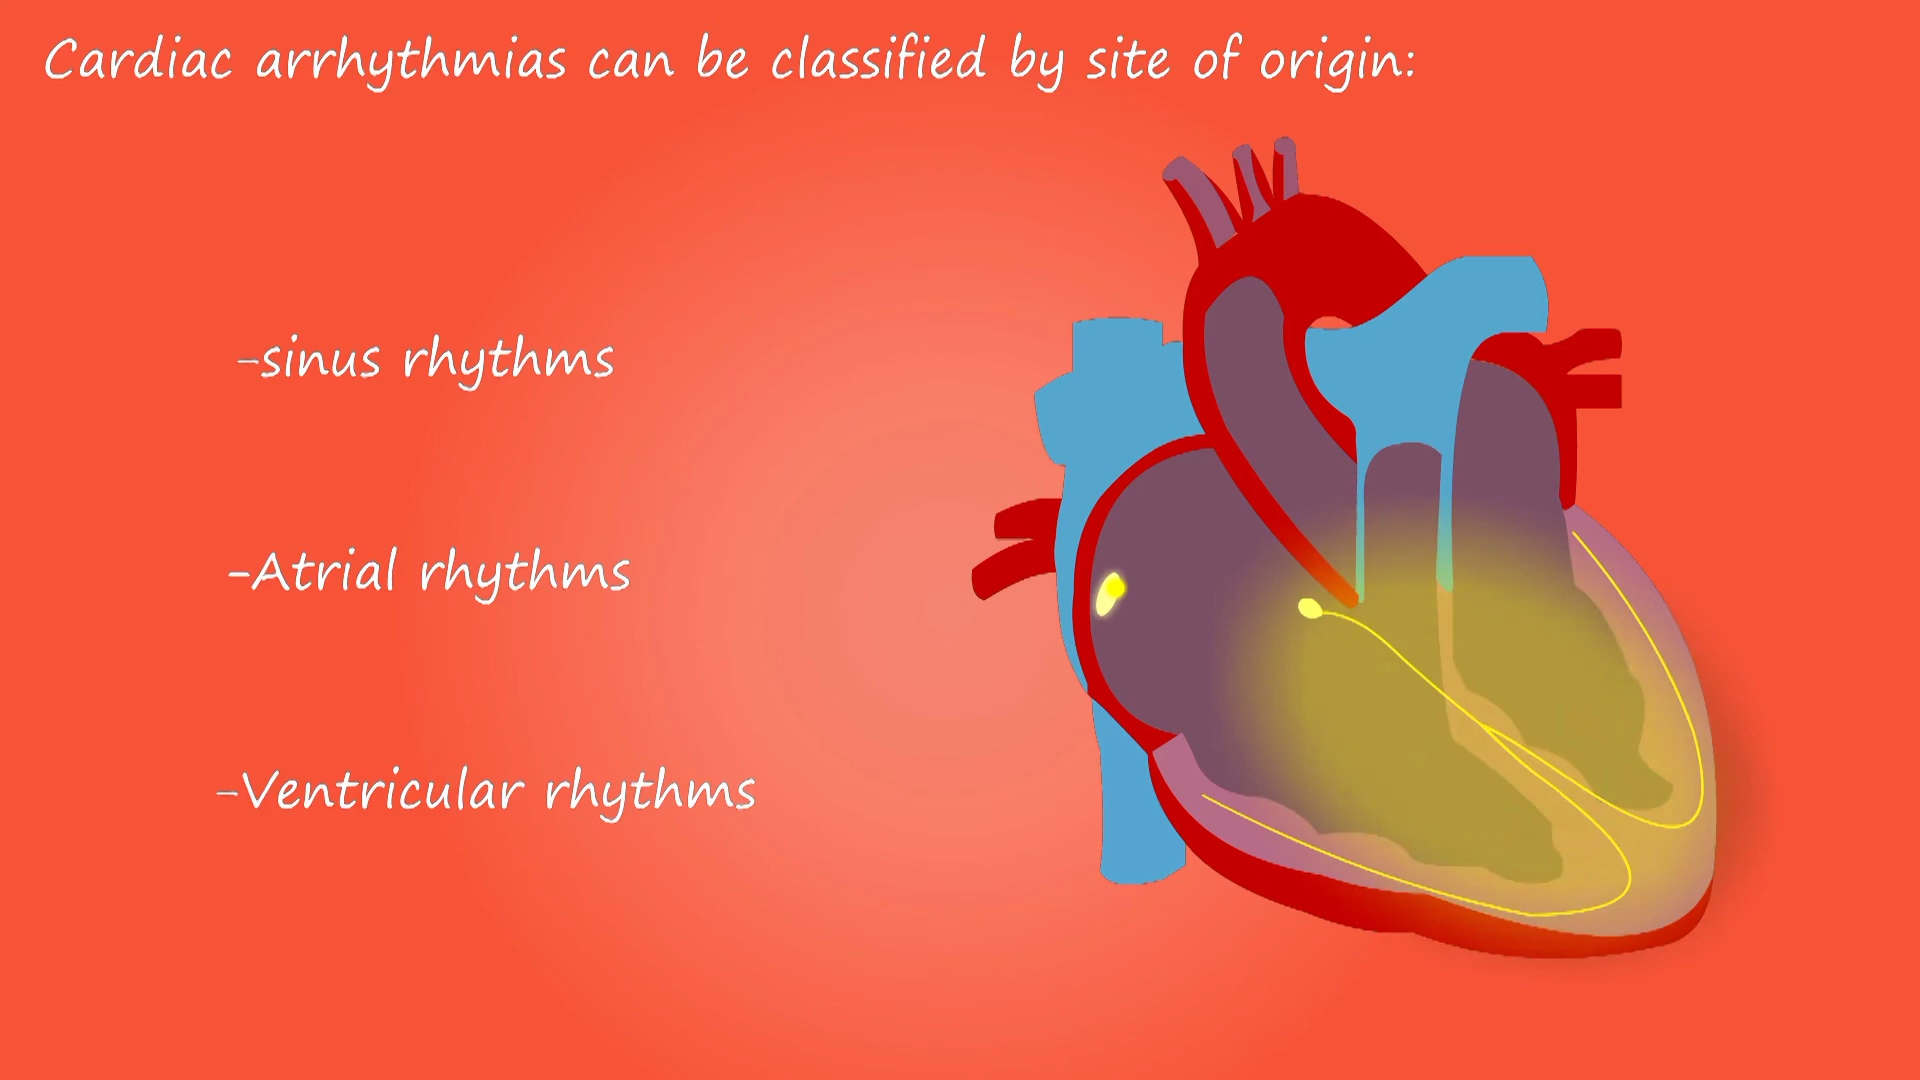 Cardiac arrhythmias can be classified by site of origin:
-sinus rhythms
-Atrial rhythms
-Ventricular rhythms